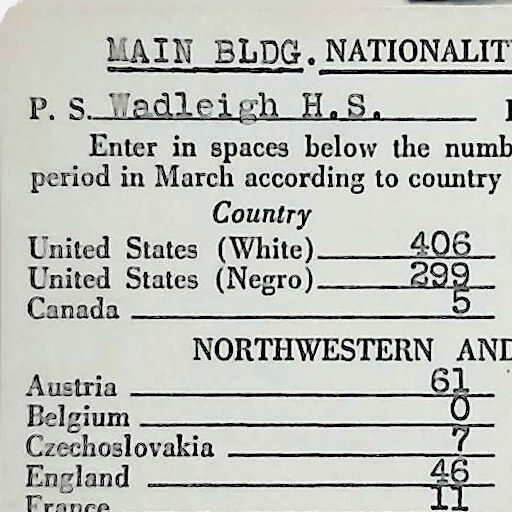 MAIN BLDG. NATIONALITY
P. S. Wadleigh H.S.
Enter in spaces below the numb
period in March according to country
Country
United States (White) 406
United States (Negro) 299
Canada 5
NORTHWESTERN AND
Austria 61
Belgium 0
Czechoslovakia 7
England 46
France 11